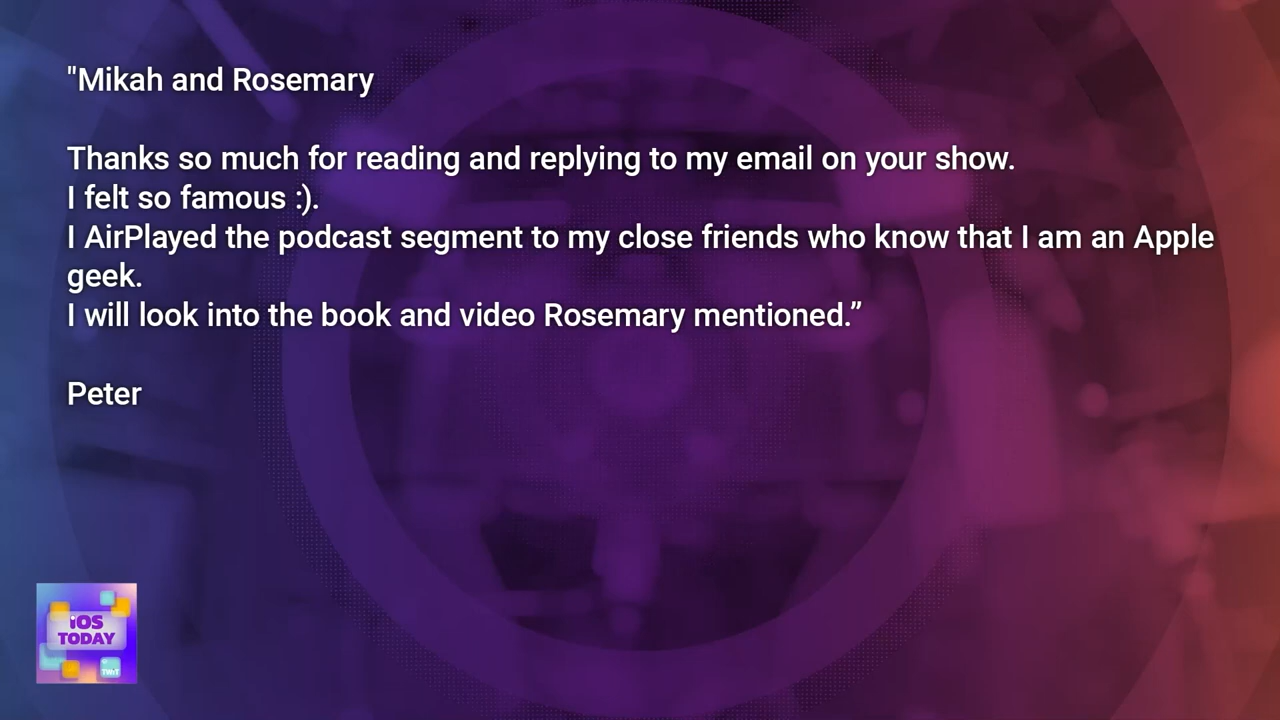 "Mikah and Rosemary
Thanks so much for reading and replying to my email on your show.
I felt so famous :).
I AirPlayed the podcast segment to my close friends who know that I am an Apple
geek.
I will look into the book and video Rosemary mentioned.”
Peter
iOS
TODAY
TWiT